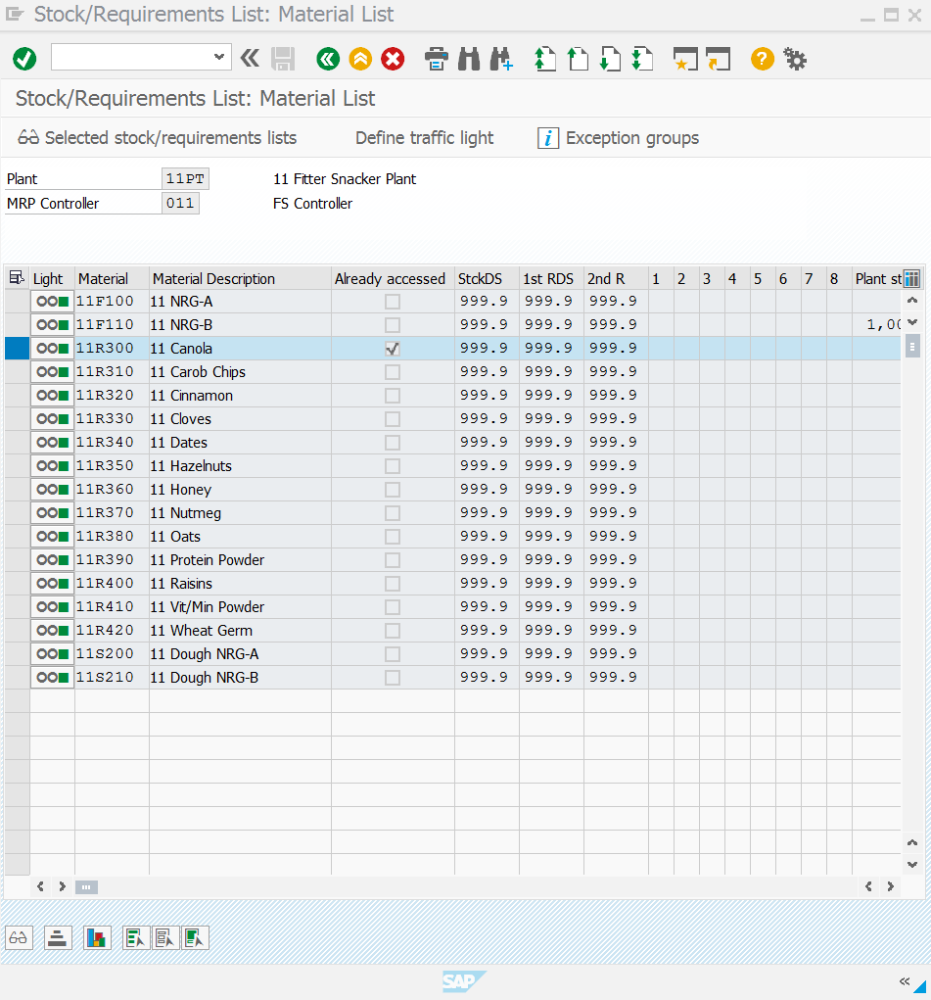 Stock/Requirements List: Material List
Stock/Requirements List: Material List
Selected stock/requirements lists Define traffic light i Exception groups
Plant 11PT 11 Fitter Snacker Plant
MRP Controller 011 FS Controller
Light Material Material Description Already accessed StckDS 1st RDS 2nd R 1 2 3 4 5 6 7 8 Plant st
11F100 11 NRG-A 999.9 999.9 999.9
11F110 11 NRG-B 999.9 999.9 999.9 1,00
11R300 11 Canola 999.9 999.9 999.9
11R310 11 Carob Chips 999.9 999.9 999.9
11R320 11 Cinnamon 999.9 999.9 999.9
11R330 11 Cloves 999.9 999.9 999.9
11R340 11 Dates 999.9 999.9 999.9
11R350 11 Hazelnuts 999.9 999.9 999.9
11R360 11 Honey 999.9 999.9 999.9
11R370 11 Nutmeg 999.9 999.9 999.9
11R380 11 Oats 999.9 999.9 999.9
11R390 11 Protein Powder 999.9 999.9 999.9
11R400 11 Raisins 999.9 999.9 999.9
11R410 11 Vit/Min Powder 999.9 999.9 999.9
11R420 11 Wheat Germ 999.9 999.9 999.9
11S200 11 Dough NRG-A 999.9 999.9 999.9
11S210 11 Dough NRG-B 999.9 999.9 999.9
SAP